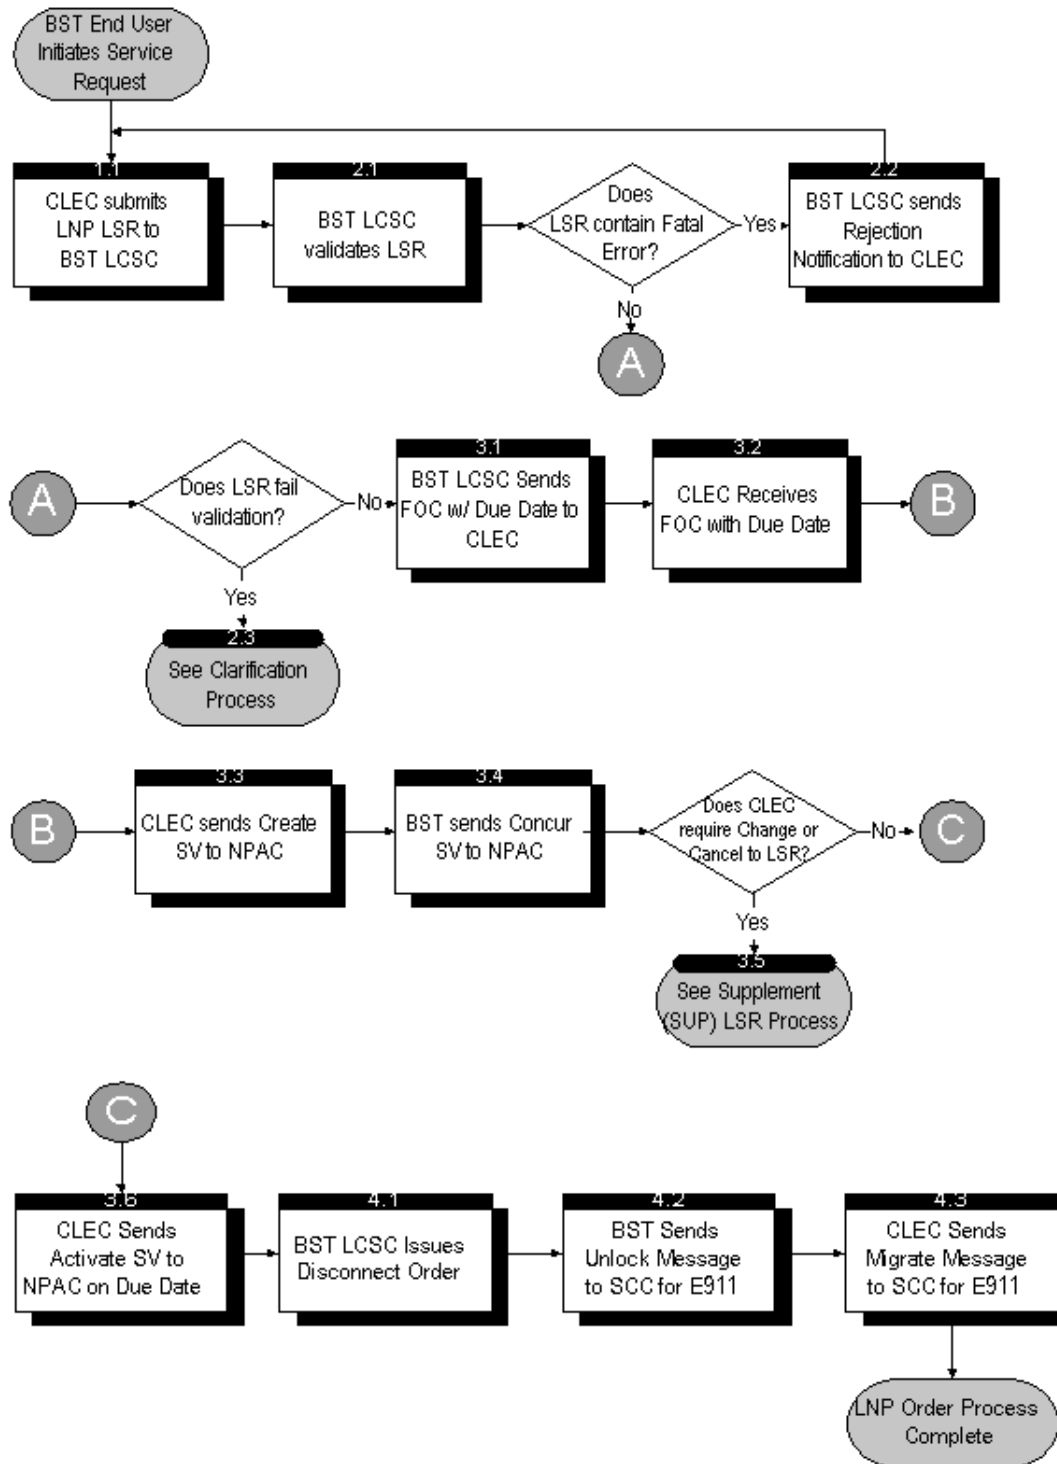 BST End User
Initiates Service
Request
1.1
CLEC submits
LNP LSR to
BST LCSC
2.1
BST LCSC
validates LSR
Does
LSR contain Fatal
Error?
Yes
2.2
BST LCSC sends
Rejection
Notification to CLEC
No
A
A
Does LSR fail
validation?
No
3.1
BST LCSC Sends
FOC w/ Due Date to
CLEC
3.2
CLEC Receives
FOC with Due Date
B
Yes
2.3
See Clarification
Process
B
3.3
CLEC sends Create
SV to NPAC
3.4
BST sends Concur
SV to NPAC
Does CLEC
require Change or
Cancel to LSR?
No
C
Yes
3.5
See Supplement
(SUP) LSR Process
C
3.6
CLEC Sends
Activate SV to
NPAC on Due Date
4.1
BST LCSC Issues
Disconnect Order
4.2
BST Sends
Unlock Message
to SCC for E911
4.3
CLEC Sends
Migrate Message
to SCC for E911
LNP Order Process
Complete